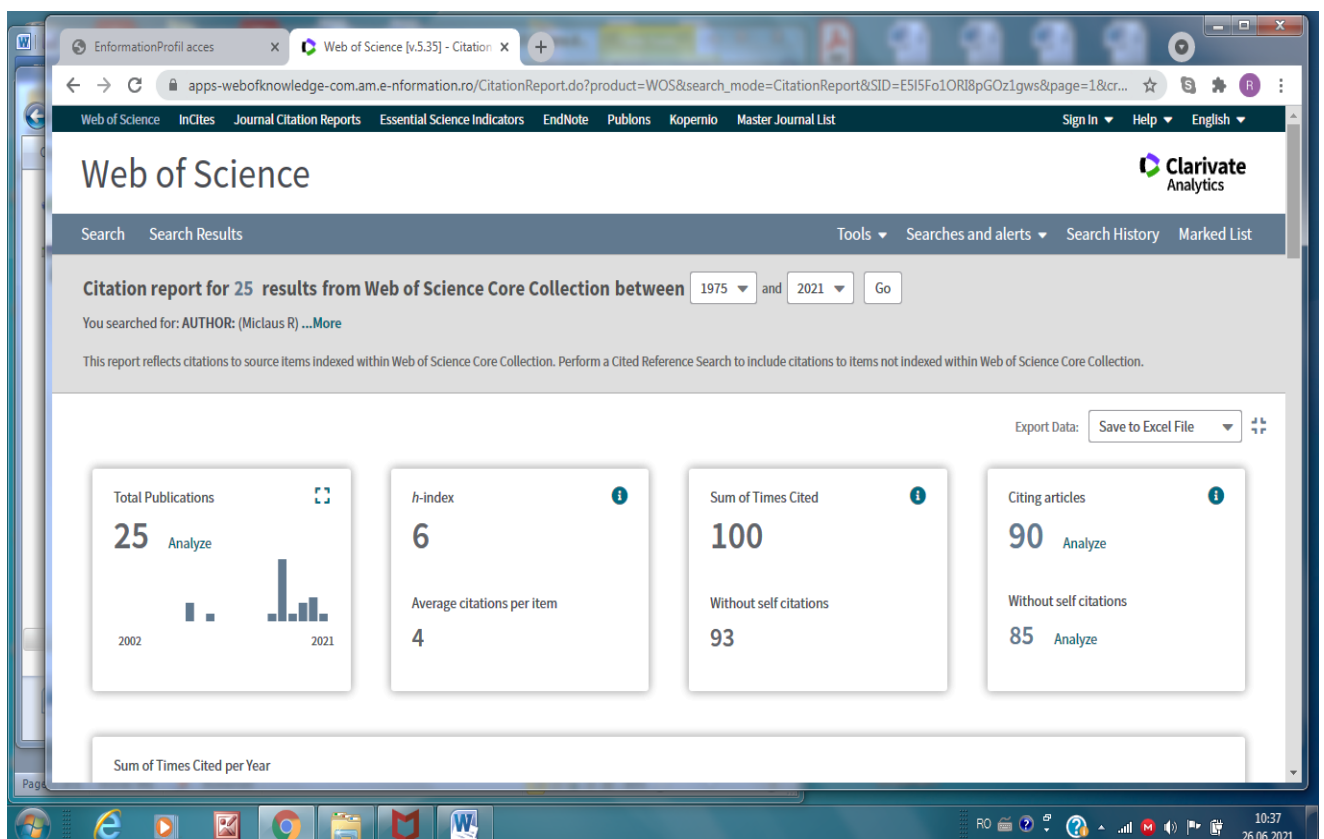 EnformationProfil acces
Web of Science [v.5.35] - Citation
apps-webofknowledge-com.am.e-nformation.ro/CitationReport.do?product=WOS&search_mode=CitationReport&SID=E5I5Fo1ORI8pGOz1gws&page=1&cr...
R
Web of Science InCites Journal Citation Reports Essential Science Indicators EndNote Publons Kopernio Master Journal List Sign In Help English
Web of Science
Clarivate
Analytics
Search Search Results Tools Searches and alerts Search History Marked List
Citation report for 25 results from Web of Science Core Collection between 1975 and 2021 Go
You searched for: AUTHOR: (Miclaus R) ...More
This report reflects citations to source items indexed within Web of Science Core Collection. Perform a Cited Reference Search to include citations to items not indexed within Web of Science Core Collection.
Export Data: Save to Excel File
Total Publications
25 Analyze
2002 2021
h-index
6
Average citations per item
4
Sum of Times Cited
100
Without self citations
93
Citing articles
90 Analyze
Without self citations
85 Analyze
Sum of Times Cited per Year
Page
RO
10:37
26.06.2021